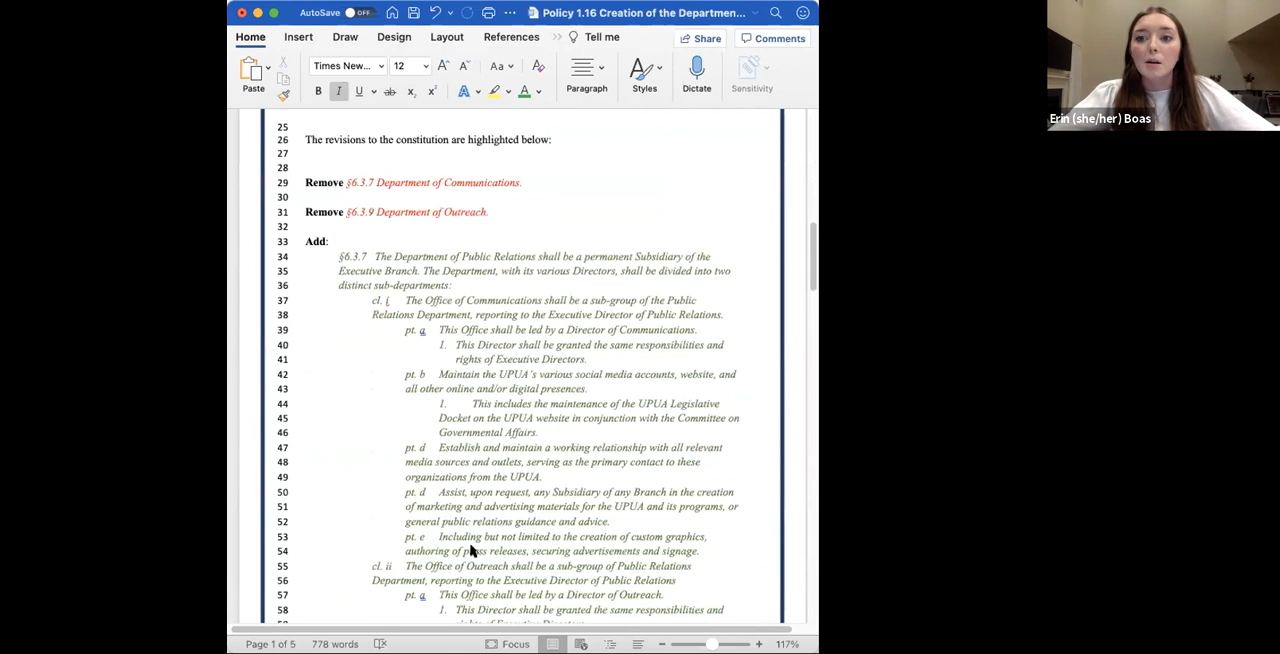 AutoSave OFF
Policy 1.16 Creation of the Departmen...
Home Insert Draw Design Layout References Tell me Share Comments
Times New... 12 Aa
Paste B I U ab x₂ x² A A Paragraph Styles Dictate Sensitivity
Erin (she/her) Boas
25
26 The revisions to the constitution are highlighted below:
27
28
29 Remove §6.3.7 Department of Communications.
30
31 Remove §6.3.9 Department of Outreach.
32
33 Add:
34 §6.3.7 The Department of Public Relations shall be a permanent Subsidiary of the
35 Executive Branch. The Department, with its various Directors, shall be divided into two
36 distinct sub-departments:
37 cl. i The Office of Communications shall be a sub-group of the Public
38 Relations Department, reporting to the Executive Director of Public Relations.
39 pt. a This Office shall be led by a Director of Communications.
40 1. This Director shall be granted the same responsibilities and
41 rights of Executive Directors.
42 pt. b Maintain the UPUA's various social media accounts, website, and
43 all other online and/or digital presences.
44 1. This includes the maintenance of the UPUA Legislative
45 Docket on the UPUA website in conjunction with the Committee on
46 Governmental Affairs.
47 pt. d Establish and maintain a working relationship with all relevant
48 media sources and outlets, serving as the primary contact to these
49 organizations from the UPUA.
50 pt. d Assist, upon request, any Subsidiary of any Branch in the creation
51 of marketing and advertising materials for the UPUA and its programs, or
52 general public relations guidance and advice.
53 pt. e Including but not limited to the creation of custom graphics,
54 authoring of press releases, securing advertisements and signage.
55 cl. ii The Office of Outreach shall be a sub-group of Public Relations
56 Department, reporting to the Executive Director of Public Relations
57 pt. a This Office shall be led by a Director of Outreach.
58 1. This Director shall be granted the same responsibilities and
Page 1 of 5 778 words Focus 117%